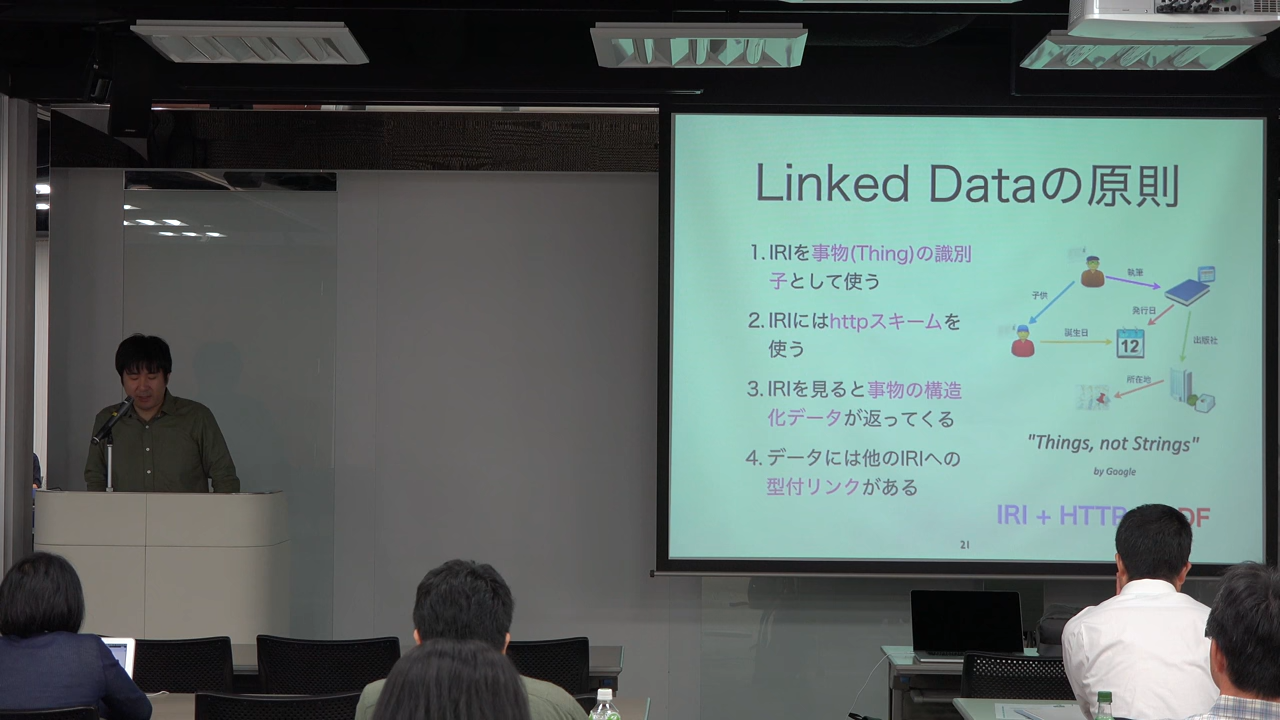 Linked Dataの原則
1. IRIを事物(Thing)の識別
子として使う
2. IRIにはhttpスキームを
使う
3. IRIを見ると事物の構造
化データが返ってくる
4. データには他のIRIへの
型付リンクがある
執筆
子供
発行日
誕生日
12
出版社
所在地
"Things, not Strings"
by Google
IRI + HTTP DF
21